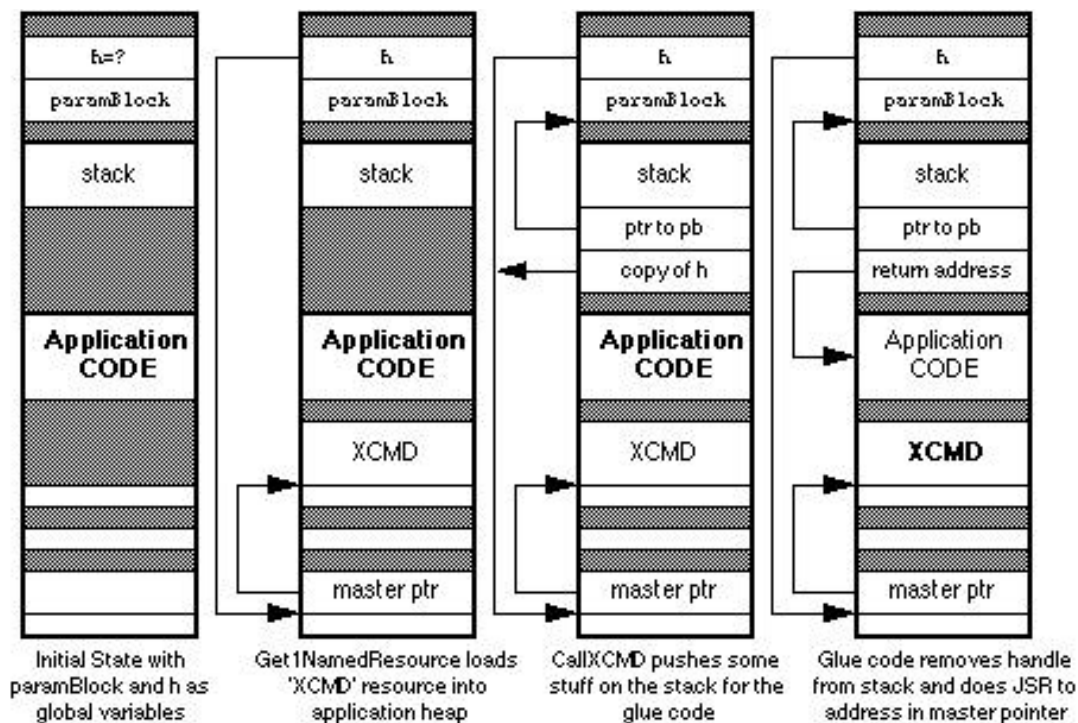 h=?
paramBlock
stack
Application
CODE
Initial State with
paramBlock and h as
global variables
h
paramBlock
stack
Application
CODE
XCMD
master ptr
Get1NamedResource loads
'XCMD' resource into
application heap
h
paramBlock
stack
ptr to pb
copy of h
Application
CODE
XCMD
master ptr
CallXCMD pushes some
stuff on the stack for the
glue code
h
paramBlock
stack
ptr to pb
return address
Application
CODE
XCMD
master ptr
Glue code removes handle
from stack and does JSR to
address in master pointer